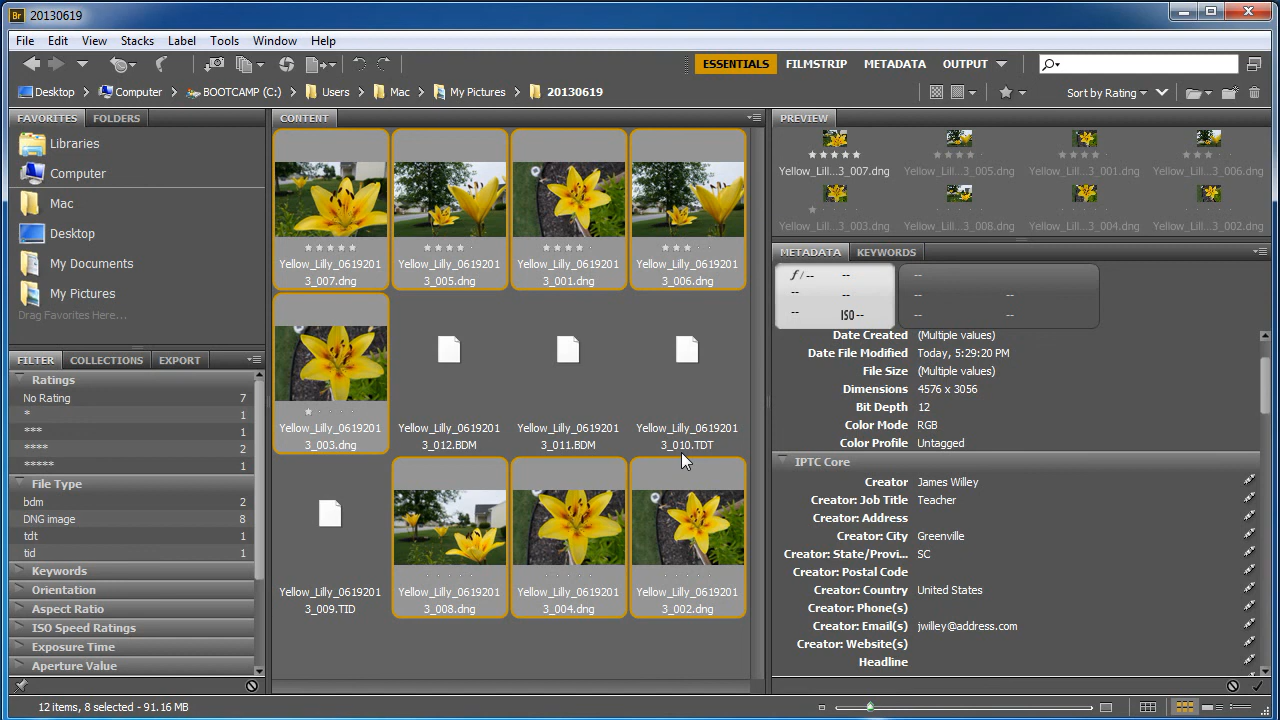 Br 20130619
File Edit View Stacks Label Tools Window Help
ESSENTIALS FILMSTRIP METADATA OUTPUT
Desktop Computer BOOTCAMP (C:) Users Mac My Pictures 20130619
Sort by Rating
FAVORITES FOLDERS
Libraries
Computer
Mac
Desktop
My Documents
My Pictures
Drag Favorites Here...
FILTER COLLECTIONS EXPORT
Ratings
No Rating 7
* 1
*** 1
**** 2
***** 1
File Type
bdm 2
DNG image 8
tdt 1
tid 1
Keywords
Orientation
Aspect Ratio
ISO Speed Ratings
Exposure Time
Aperture Value
CONTENT
Yellow_Lilly_0619201
3_007.dng
Yellow_Lilly_0619201
3_005.dng
Yellow_Lilly_0619201
3_001.dng
Yellow_Lilly_0619201
3_006.dng
Yellow_Lilly_0619201
3_003.dng
Yellow_Lilly_0619201
3_012.BDM
Yellow_Lilly_0619201
3_011.BDM
Yellow_Lilly_0619201
3_010.TDT
Yellow_Lilly_0619201
3_009.TID
Yellow_Lilly_0619201
3_008.dng
Yellow_Lilly_0619201
3_004.dng
Yellow_Lilly_0619201
3_002.dng
PREVIEW
Yellow_Lill...3_007.dng
Yellow_Lill...3_005.dng
Yellow_Lill...3_001.dng
Yellow_Lill...3_006.dng
Yellow_Lill...3_003.dng
Yellow_Lill...3_008.dng
Yellow_Lill...3_004.dng
Yellow_Lill...3_002.dng
METADATA KEYWORDS
f/-- -- --
-- -- -- --
-- ISO-- --
Date Created (Multiple values)
Date File Modified Today, 5:29:20 PM
File Size (Multiple values)
Dimensions 4576 x 3056
Bit Depth 12
Color Mode RGB
Color Profile Untagged
IPTC Core
Creator James Willey
Creator: Job Title Teacher
Creator: Address
Creator: City Greenville
Creator: State/Provi... SC
Creator: Postal Code
Creator: Country United States
Creator: Phone(s)
Creator: Email(s) jwilley@address.com
Creator: Website(s)
Headline
12 items, 8 selected - 91.16 MB